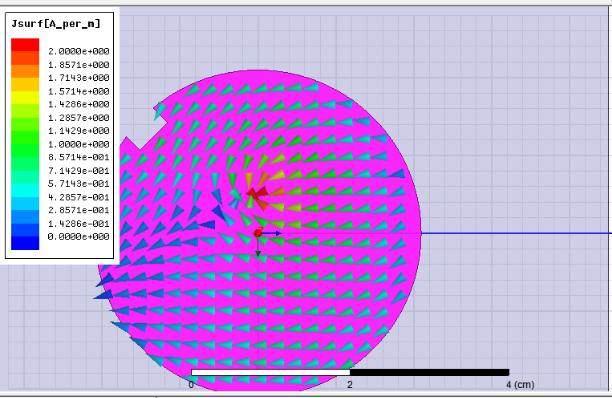 Jsurf[A_per_m]
2.0000e+000
1.8571e+000
1.7143e+000
1.5714e+000
1.4286e+000
1.2857e+000
1.1429e+000
1.0000e+000
8.5714e-001
7.1429e-001
5.7143e-001
4.2857e-001
2.8571e-001
1.4286e-001
0.0000e+000
0 2 4 (cm)